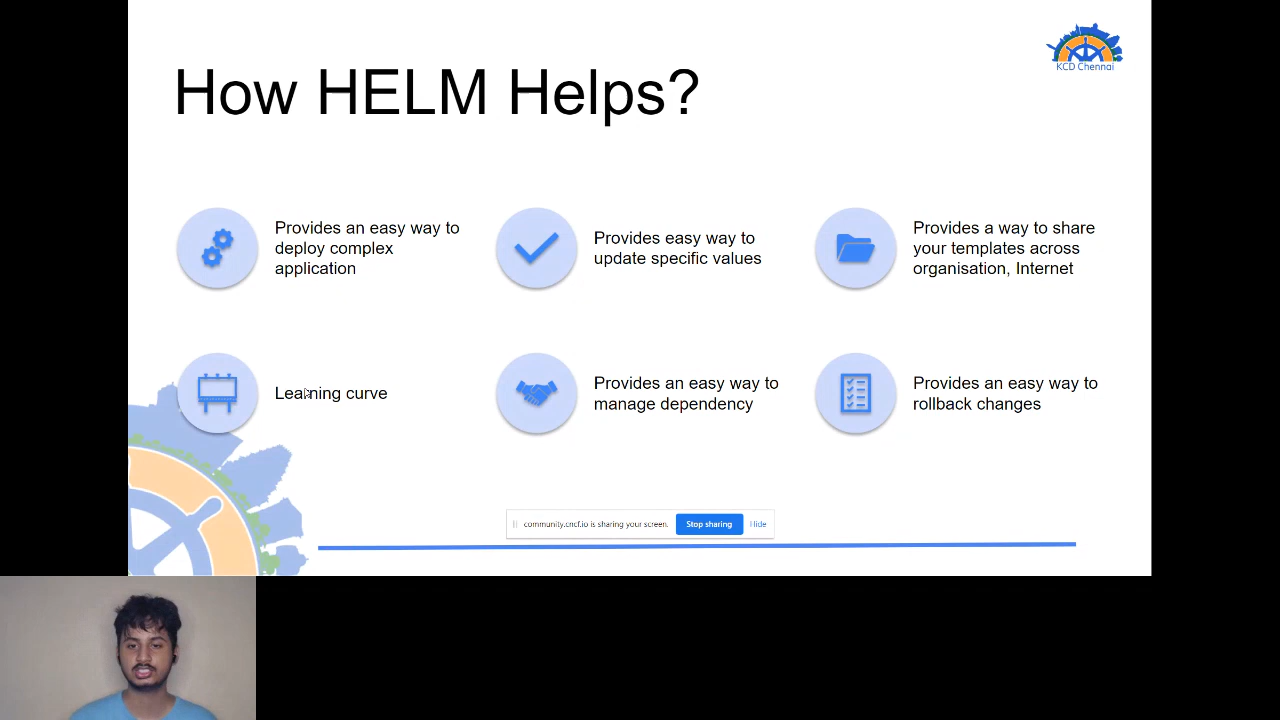 KCD Chennai
How HELM Helps?
Provides an easy way to
deploy complex
application
Provides easy way to
update specific values
Provides a way to share
your templates across
organisation, Internet
Learning curve
Provides an easy way to
manage dependency
Provides an easy way to
rollback changes
community.cncf.io is sharing your screen. Stop sharing Hide